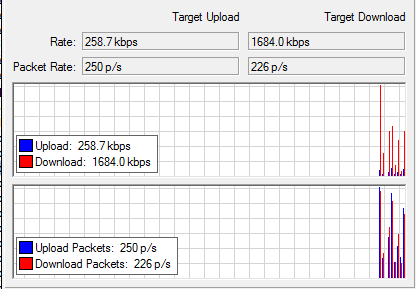 Target Upload Target Download
Rate: 258.7 kbps 1684.0 kbps
Packet Rate: 250 p/s 226 p/s
Upload: 258.7 kbps
Download: 1684.0 kbps
Upload Packets: 250 p/s
Download Packets: 226 p/s